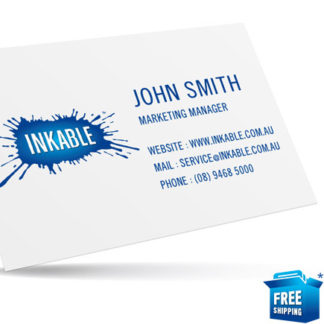 JOHN SMITH
MARKETING MANAGER
INKABLE
WEBSITE : WWW.INKABLE.COM.AU
MAIL : SERVICE@INKABLE.COM.AU
PHONE : (08) 9468 5000
FREE*
SHIPPING